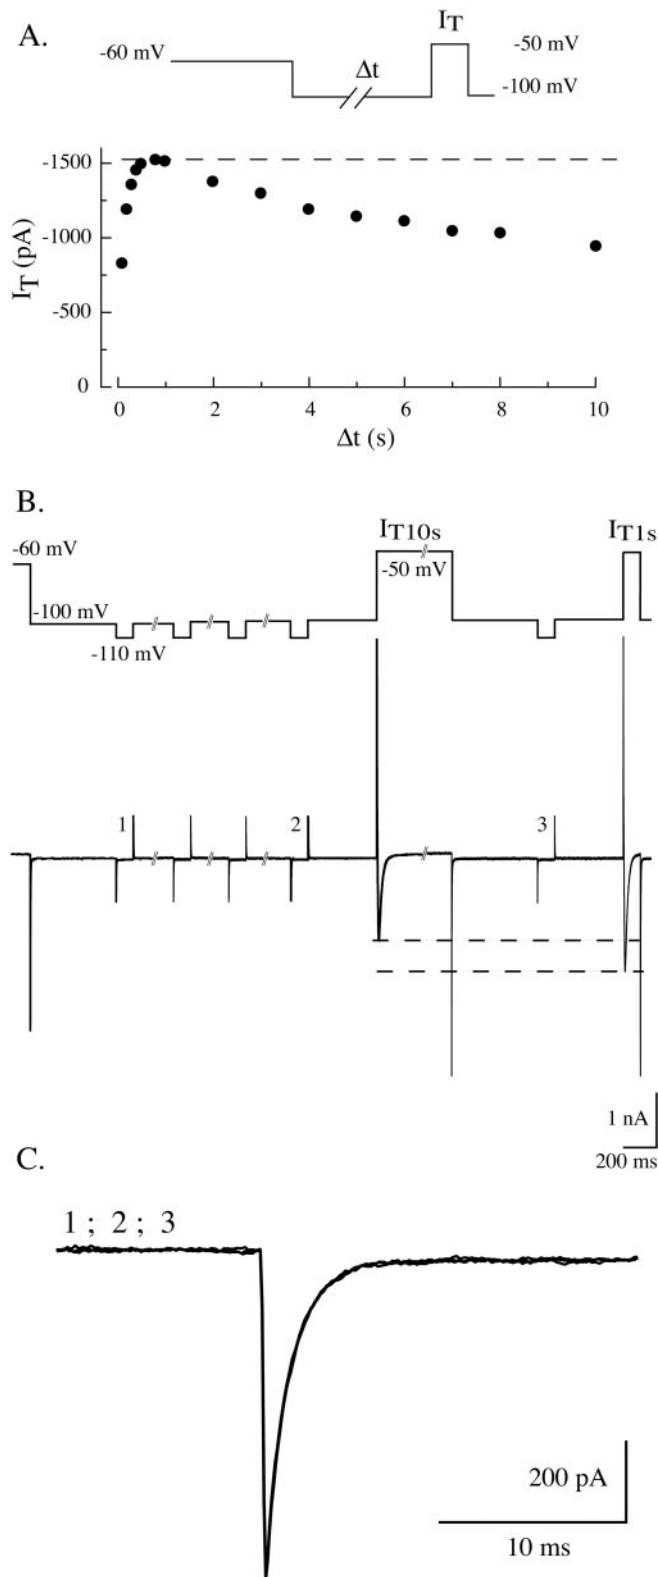 A.
I_T
-60 mV
-50 mV
Δt
-100 mV
-1500
-1000
-500
0
I_T (pA)
0 2 4 6 8 10
Δt (s)
B.
I_T10s I_T1s
-60 mV
-50 mV
-100 mV
-110 mV
1 2 3
1 nA
200 ms
C.
1 ; 2 ; 3
200 pA
10 ms